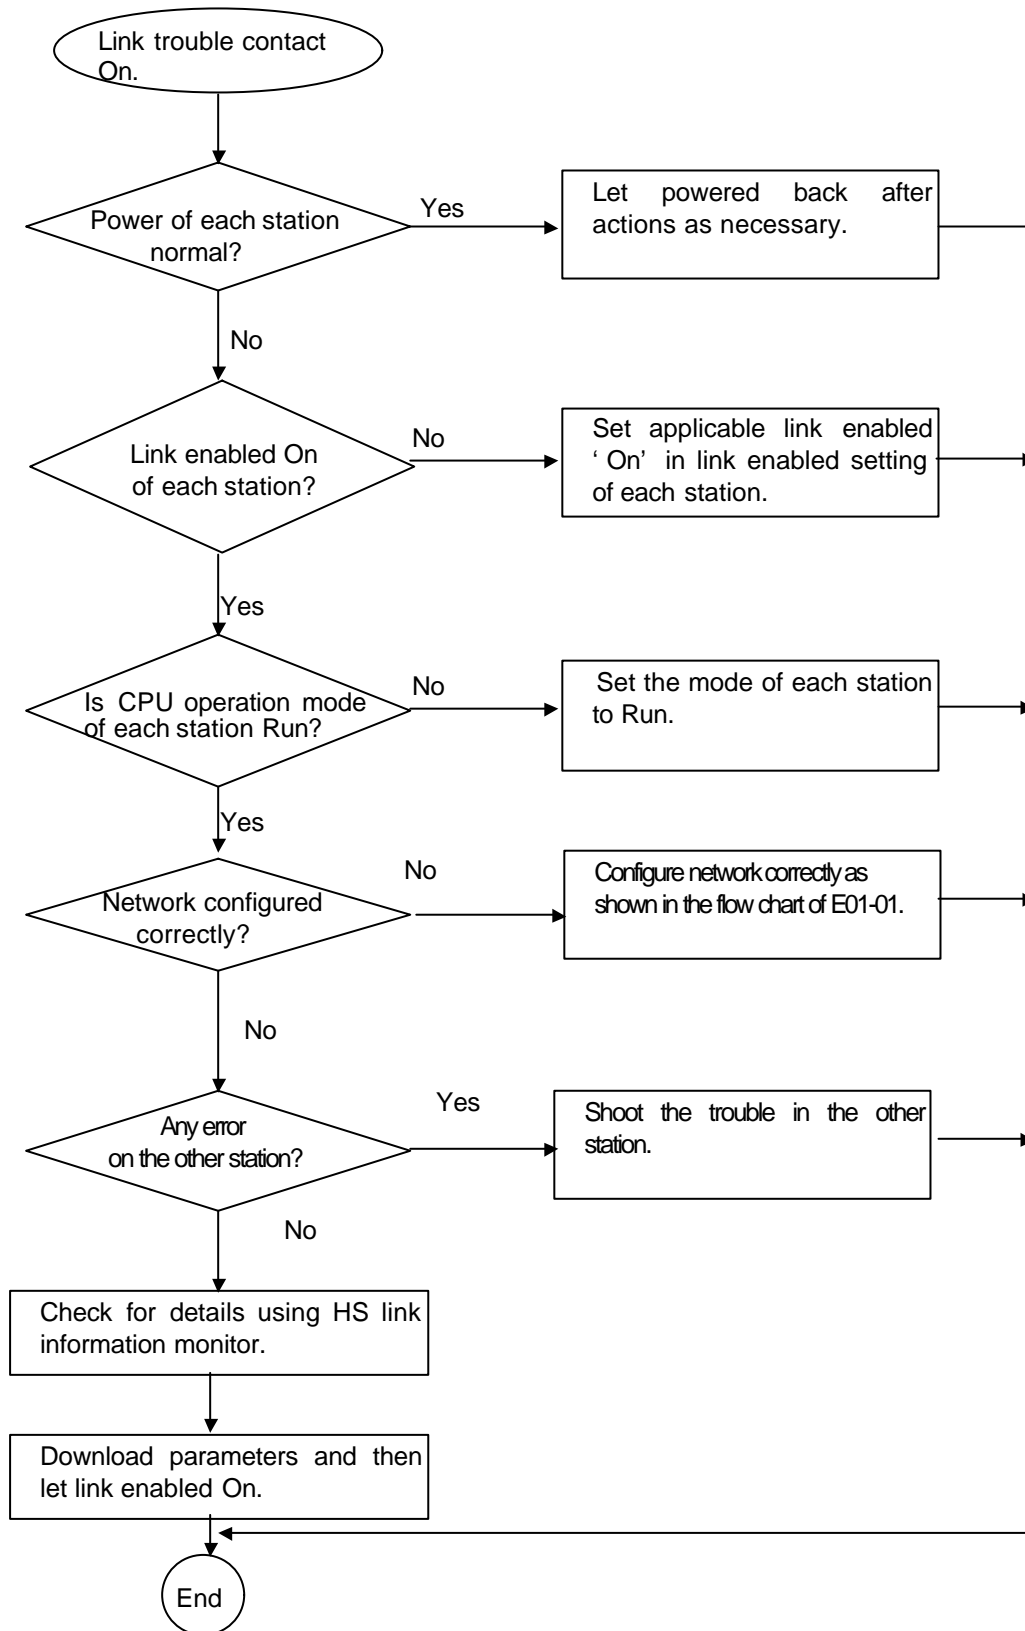 Link trouble contact
On.
Power of each station
normal?
Yes
Let powered back after
actions as necessary.
No
Link enabled On
of each station?
No
Set applicable link enabled
‘ On’ in link enabled setting
of each station.
Yes
Is CPU operation mode
of each station Run?
No
Set the mode of each station
to Run.
Yes
Network configured
correctly?
No
Configure network correctly as
shown in the flow chart of E01-01.
No
Any error
on the other station?
Yes
Shoot the trouble in the other
station.
No
Check for details using HS link
information monitor.
Download parameters and then
let link enabled On.
End